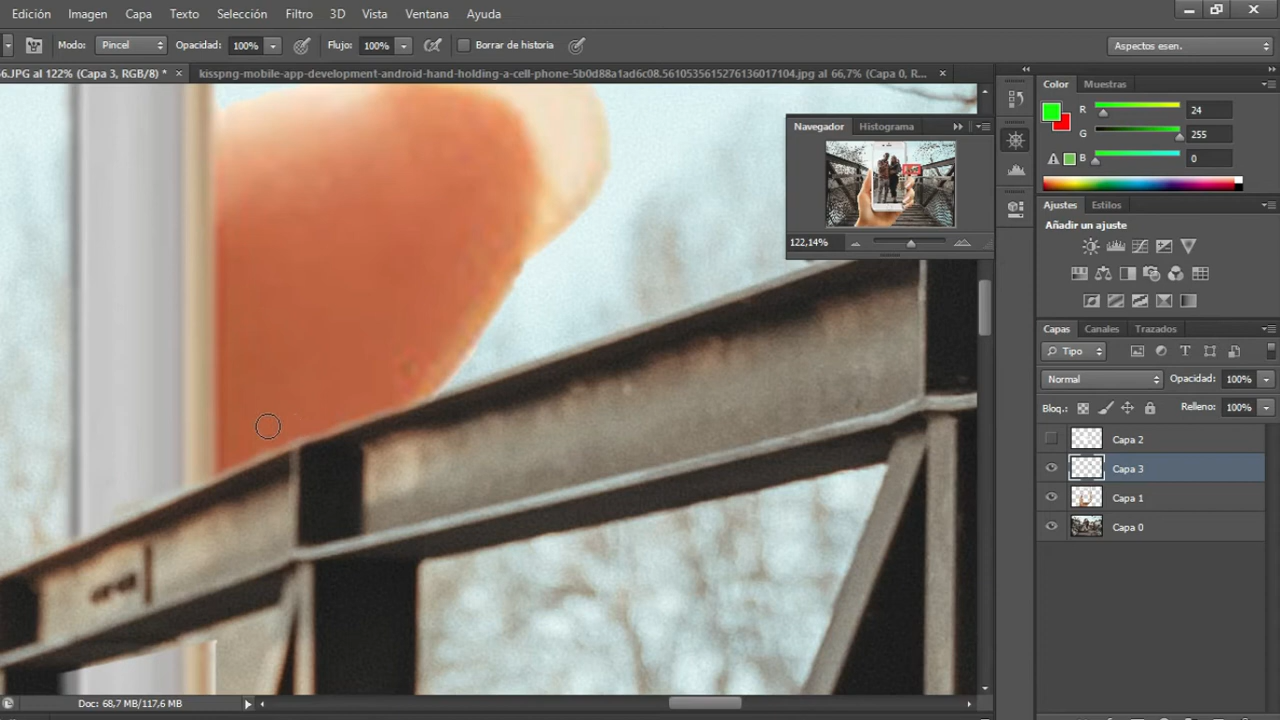 Edición Imagen Capa Texto Selección Filtro 3D Vista Ventana Ayuda
Modo: Pincel Opacidad: 100% Flujo: 100% Borrar de historia Aspectos esen.
6.JPG al 122% (Capa 3, RGB/8) * × kisspng-mobile-app-development-android-hand-holding-a-cell-phone-5b0d88a1ad6c08.5610535615276136017104.jpg al 66,7% (Capa 0, R... ×
Color Muestras
R 24
G 255
B 0
Navegador Histograma
122,14%
Ajustes Estilos
Añadir un ajuste
Capas Canales Trazados
Tipo
Normal Opacidad: 100%
Bloq.: Relleno: 100%
Capa 2
Capa 3
Capa 1
Capa 0
Doc: 68,7 MB/117,6 MB